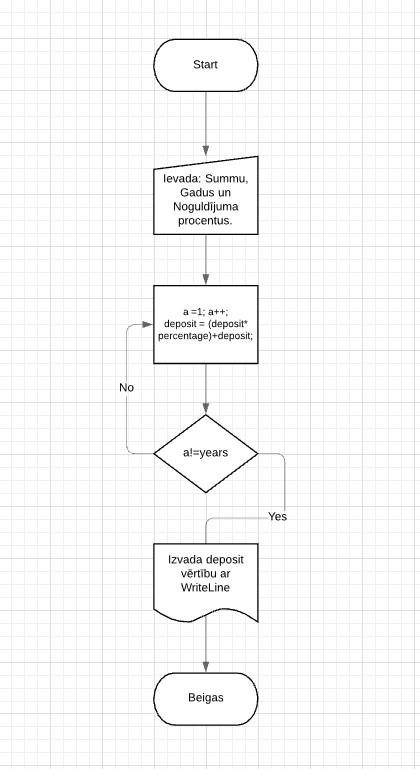 Start
Ievada: Summu,
Gadus un
Noguldījuma
procentus.
a =1; a++;
deposit = (deposit*
percentage)+deposit;
No
a!=years
Yes
Izvada deposit
vērtību ar
WriteLine
Beigas